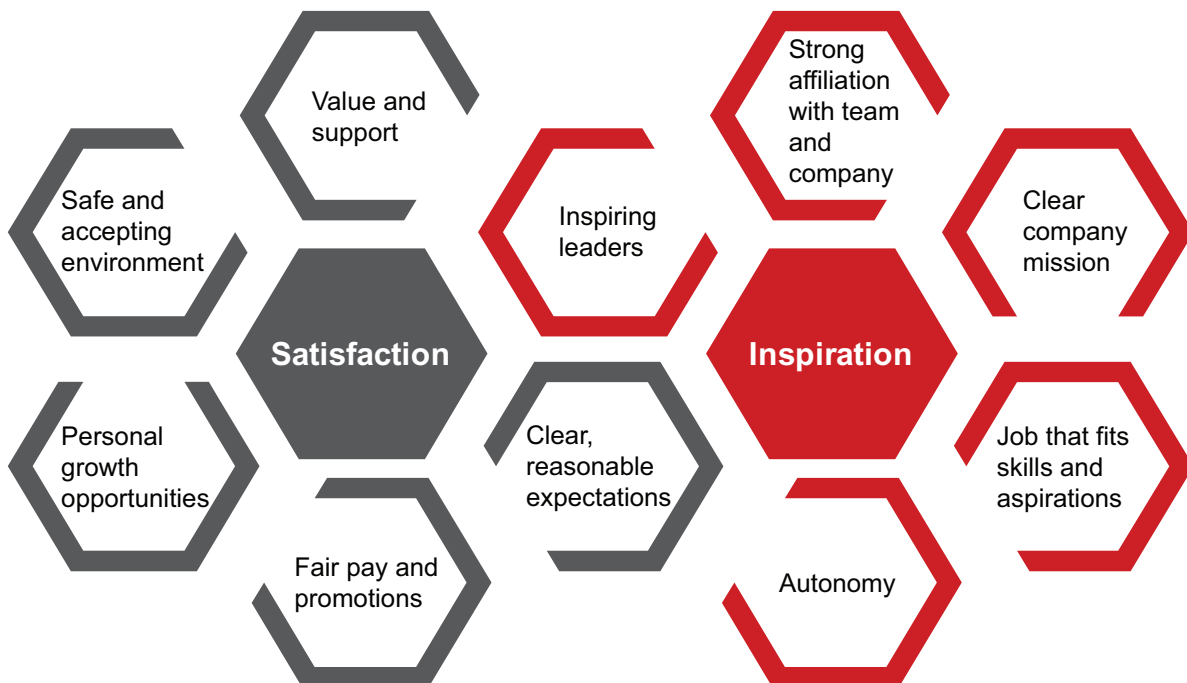 Value and
support
Strong
affiliation
with team
and
company
Safe and
accepting
environment
Inspiring
leaders
Clear
company
mission
Satisfaction
Inspiration
Personal
growth
opportunities
Clear,
reasonable
expectations
Job that fits
skills and
aspirations
Fair pay and
promotions
Autonomy